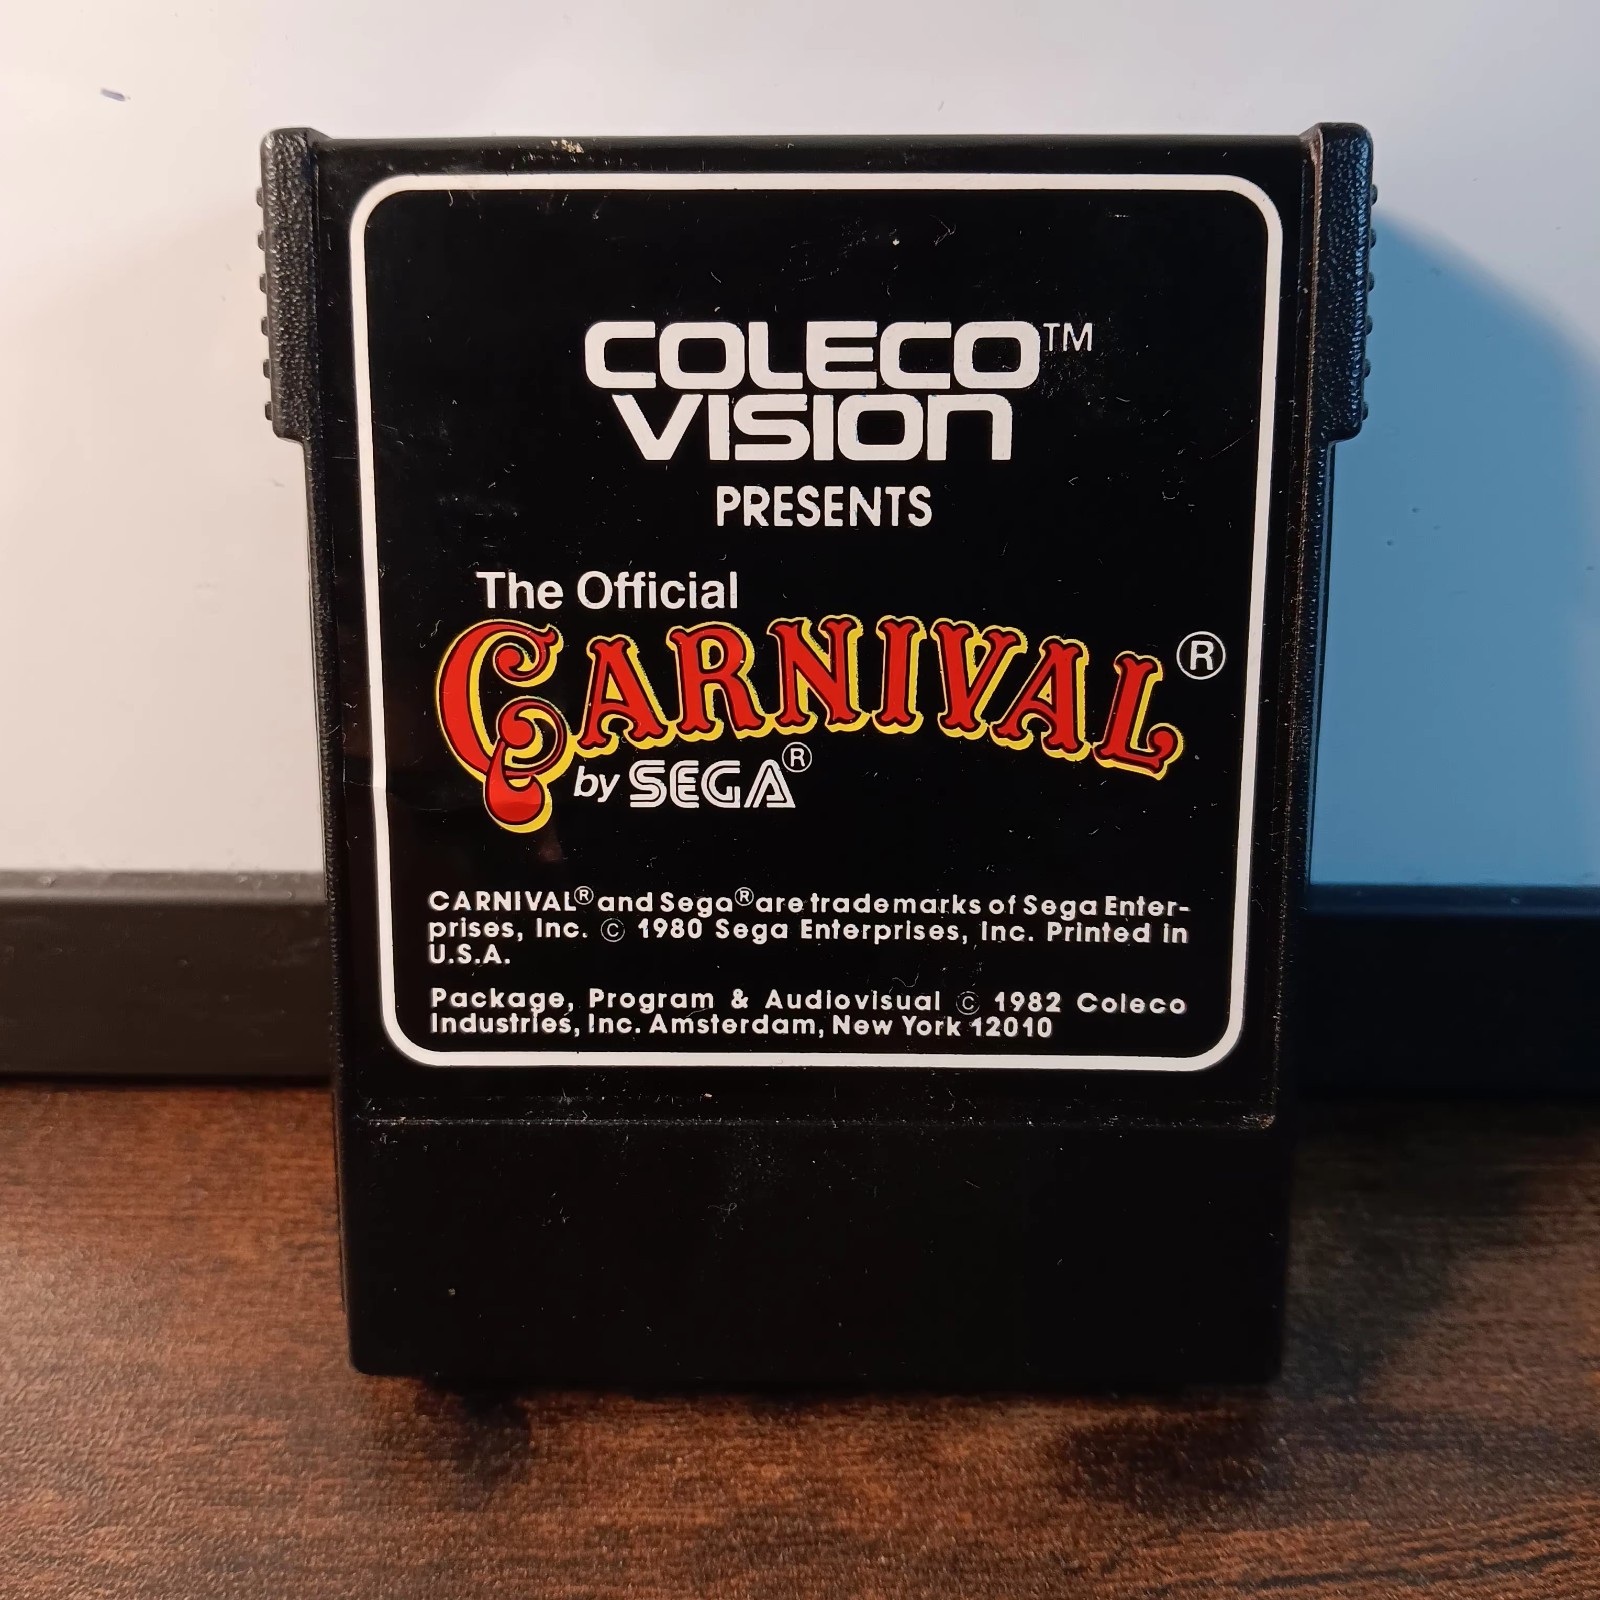 COLECO™
VISION
PRESENTS
The Official
CARNIVAL®
by SEGA®
CARNIVAL® and Sega® are trademarks of Sega Enter-
prises, Inc. © 1980 Sega Enterprises, Inc. Printed in
U.S.A.
Package, Program & Audiovisual © 1982 Coleco
Industries, Inc. Amsterdam, New York 12010